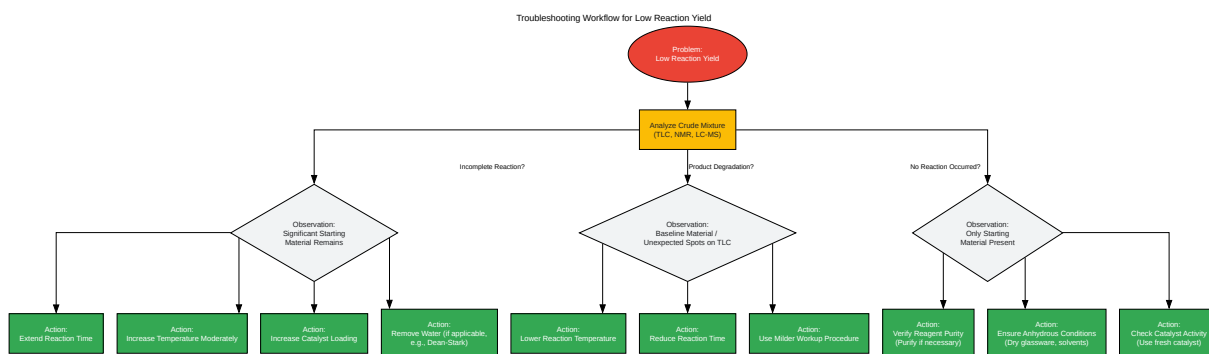 Troubleshooting Workflow for Low Reaction Yield
Problem:
Low Reaction Yield
Analyze Crude Mixture
(TLC, NMR, LC-MS)
Incomplete Reaction?
Product Degradation?
No Reaction Occurred?
Observation:
Significant Starting
Material Remains
Observation:
Baseline Material /
Unexpected Spots on TLC
Observation:
Only Starting
Material Present
Action:
Extend Reaction Time
Action:
Increase Temperature Moderately
Action:
Increase Catalyst Loading
Action:
Remove Water (if applicable,
e.g., Dean-Stark)
Action:
Lower Reaction Temperature
Action:
Reduce Reaction Time
Action:
Use Milder Workup Procedure
Action:
Verify Reagent Purity
(Purify if necessary)
Action:
Ensure Anhydrous Conditions
(Dry glassware, solvents)
Action:
Check Catalyst Activity
(Use fresh catalyst)